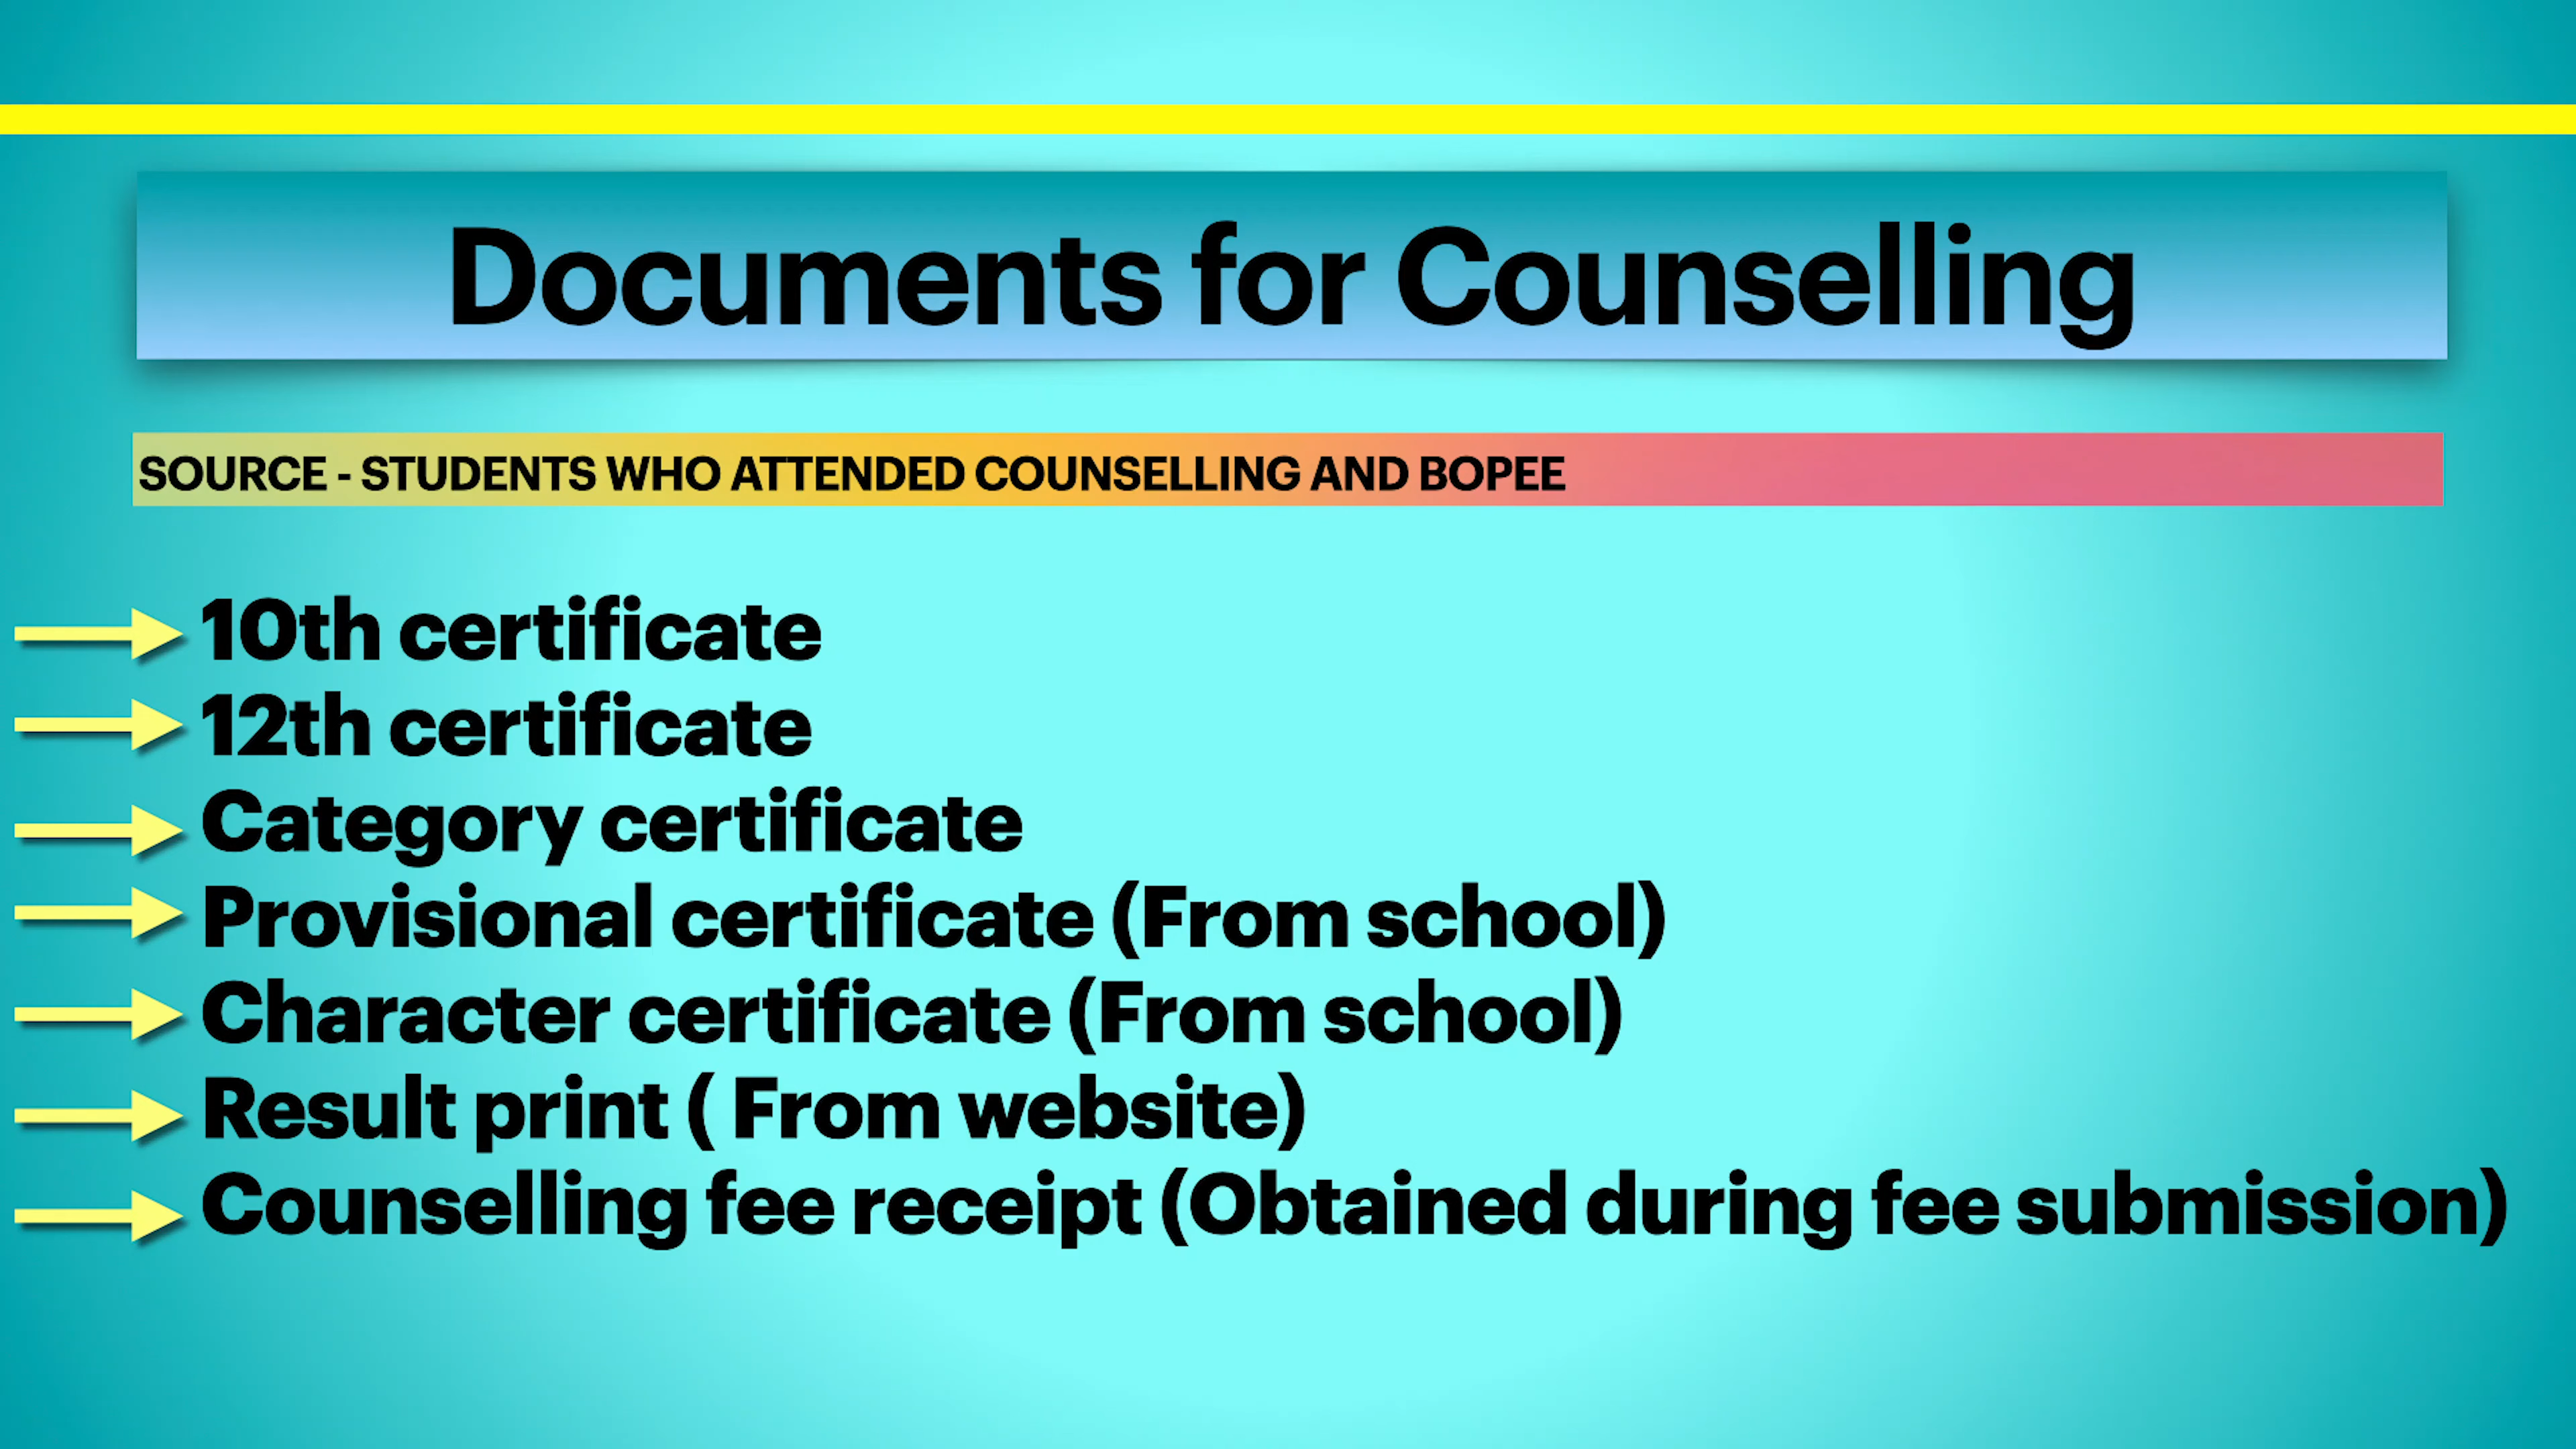 Documents for Counselling
SOURCE - STUDENTS WHO ATTENDED COUNSELLING AND BOPEE
10th certificate
12th certificate
Category certificate
Provisional certificate (From school)
Character certificate (From school)
Result print ( From website)
Counselling fee receipt (Obtained during fee submission)